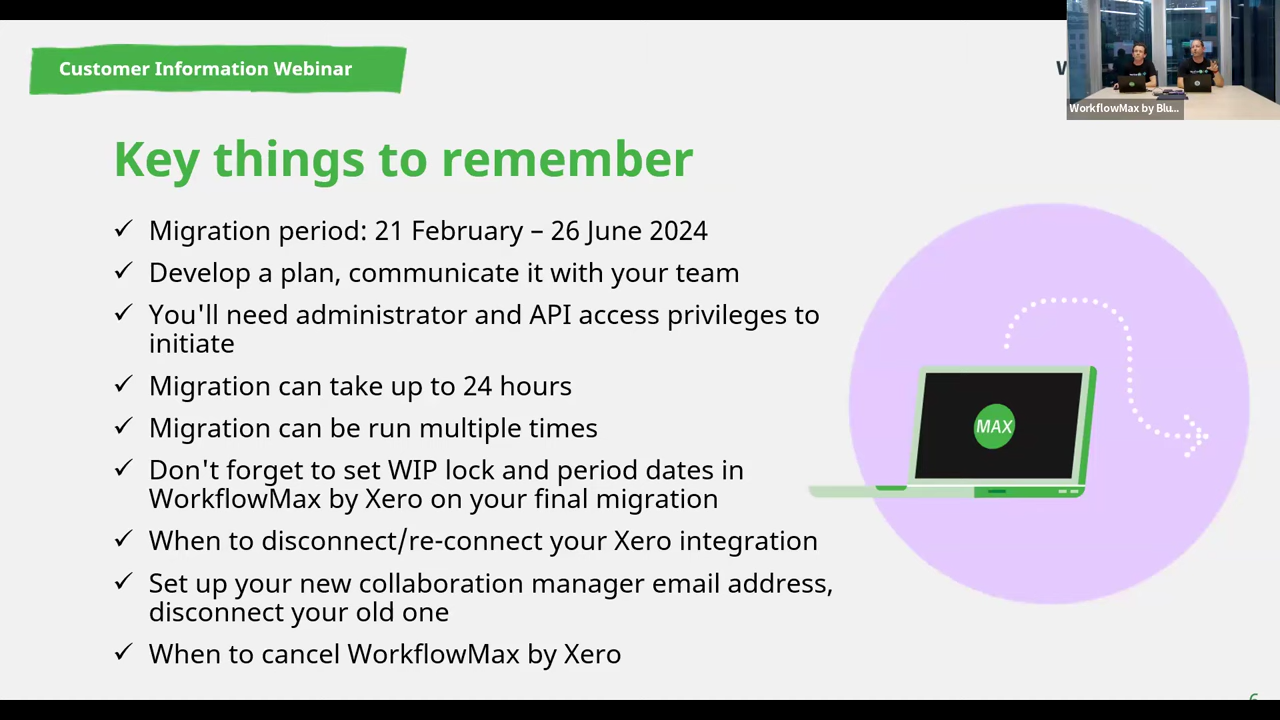 Customer Information Webinar
WorkflowMax by Blu...
Key things to remember
✓ Migration period: 21 February – 26 June 2024
✓ Develop a plan, communicate it with your team
✓ You'll need administrator and API access privileges to
initiate
✓ Migration can take up to 24 hours
✓ Migration can be run multiple times
✓ Don't forget to set WIP lock and period dates in
WorkflowMax by Xero on your final migration
✓ When to disconnect/re-connect your Xero integration
✓ Set up your new collaboration manager email address,
disconnect your old one
✓ When to cancel WorkflowMax by Xero
MAX